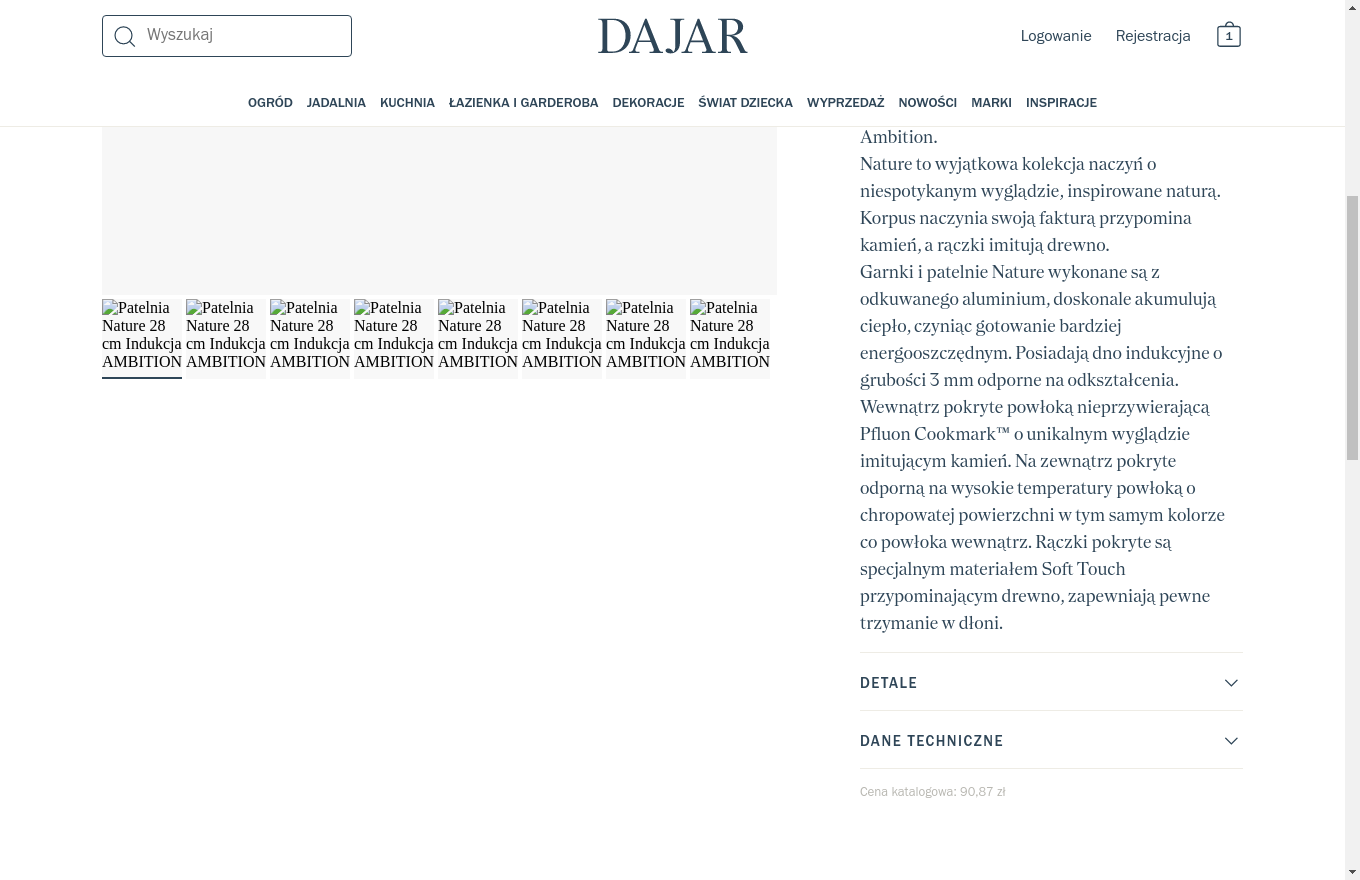 Wyszukaj
DAJAR
Logowanie
Rejestracja
1
OGRÓD JADALNIA KUCHNIA ŁAZIENKA I GARDEROBA DEKORACJE ŚWIAT DZIECKA WYPRZEDAŻ NOWOŚCI MARKI INSPIRACJE
Patelnia Nature 28 cm Indukcja AMBITION
Patelnia Nature 28 cm Indukcja AMBITION
Patelnia Nature 28 cm Indukcja AMBITION
Patelnia Nature 28 cm Indukcja AMBITION
Patelnia Nature 28 cm Indukcja AMBITION
Patelnia Nature 28 cm Indukcja AMBITION
Patelnia Nature 28 cm Indukcja AMBITION
Patelnia Nature 28 cm Indukcja AMBITION
Ambition.
Nature to wyjątkowa kolekcja naczyń o
niespotykanym wyglądzie, inspirowane naturą.
Korpus naczynia swoją fakturą przypomina
kamień, a rączki imitują drewno.
Garnki i patelnie Nature wykonane są z
odkuwanego aluminium, doskonale akumulują
ciepło, czyniąc gotowanie bardziej
energooszczędnym. Posiadają dno indukcyjne o
grubości 3 mm odporne na odkształcenia.
Wewnątrz pokryte powłoką nieprzywierającą
Pfluon Cookmark™ o unikalnym wyglądzie
imitującym kamień. Na zewnątrz pokryte
odporną na wysokie temperatury powłoką o
chropowatej powierzchni w tym samym kolorze
co powłoka wewnątrz. Rączki pokryte są
specjalnym materiałem Soft Touch
przypominającym drewno, zapewniają pewne
trzymanie w dłoni.
DETALE
DANE TECHNICZNE
Cena katalogowa: 90,87 zł